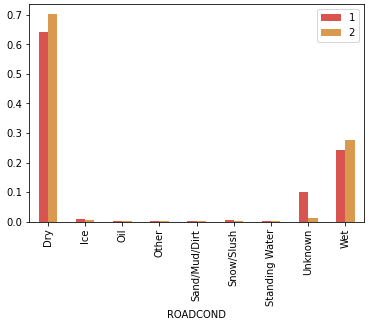 0.7
0.6
0.5
0.4
0.3
0.2
0.1
0.0
1
2
Dry
Ice
Oil
Other
Sand/Mud/Dirt
Snow/Slush
Standing Water
Unknown
Wet
ROADCOND